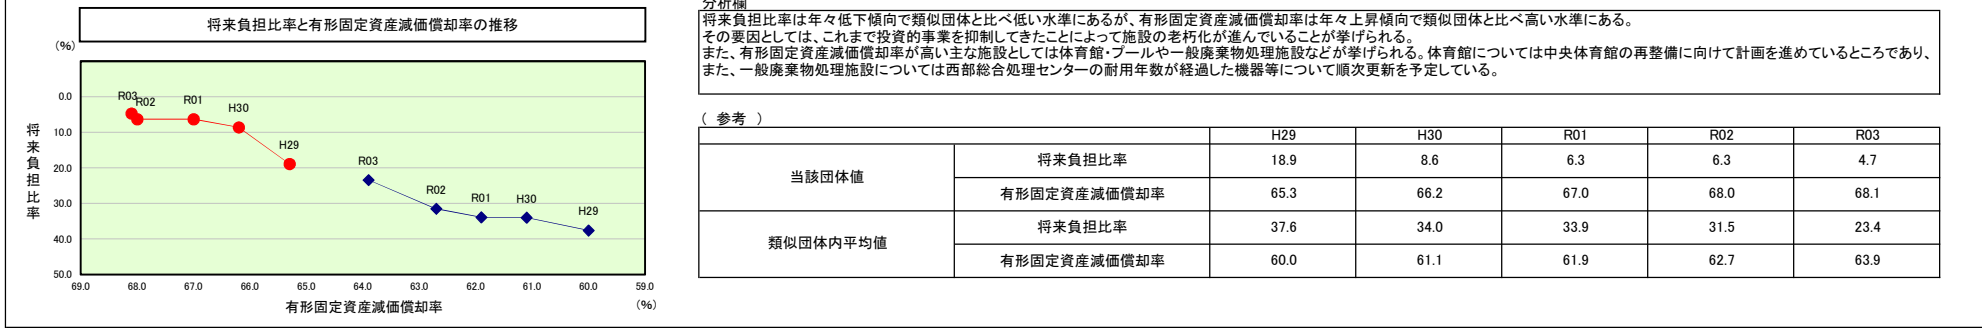 将来負担比率と有形固定資産減価償却率の推移
(%)
0.0
10.0
20.0
30.0
40.0
50.0
将来負担比率
R03
R02
R01
H30
H29
R03
R02
R01
H30
H29
69.0 68.0 67.0 66.0 65.0 64.0 63.0 62.0 61.0 60.0 59.0
有形固定資産減価償却率
(%)
分析欄
将来負担比率は年々低下傾向で類似団体と比べ低い水準にあるが、有形固定資産減価償却率は年々上昇傾向で類似団体と比べ高い水準にある。
その要因としては、これまで投資的事業を抑制してきたことによって施設の老朽化が進んでいることが挙げられる。
また、有形固定資産減価償却率が高い主な施設としては体育館・プールや一般廃棄物処理施設などが挙げられる。体育館については中央体育館の再整備に向けて計画を進めているところであり、
また、一般廃棄物処理施設については西部総合処理センターの耐用年数が経過した機器等について順次更新を予定している。
( 参考 )
H29 H30 R01 R02 R03
当該団体値
将来負担比率 18.9 8.6 6.3 6.3 4.7
有形固定資産減価償却率 65.3 66.2 67.0 68.0 68.1
類似団体内平均値
将来負担比率 37.6 34.0 33.9 31.5 23.4
有形固定資産減価償却率 60.0 61.1 61.9 62.7 63.9